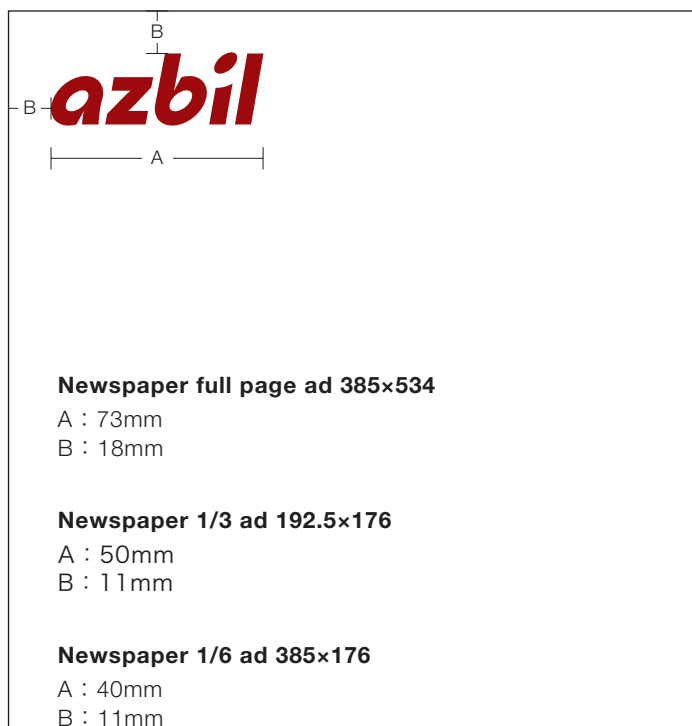 B
azbil
B
A
Newspaper full page ad 385×534
A：73mm
B：18mm
Newspaper 1/3 ad 192.5×176
A：50mm
B：11mm
Newspaper 1/6 ad 385×176
A：40mm
B：11mm